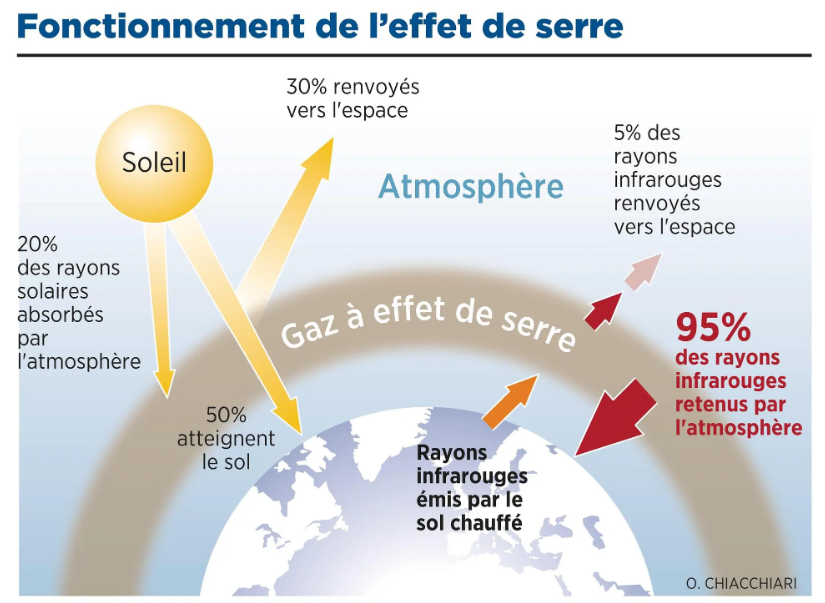 Fonctionnement de l'effet de serre
30% renvoyés
vers l'espace
Soleil
Atmosphère
5% des
rayons
infrarouges
renvoyés
vers l'espace
20%
des rayons
solaires
absorbés
par
l'atmosphère
Gaz à effet de serre
95%
des rayons
infrarouges
retenus par
l'atmosphère
50%
atteignent
le sol
Rayons
infrarouges
émis par le
sol chauffé
O. CHIACCHIARI